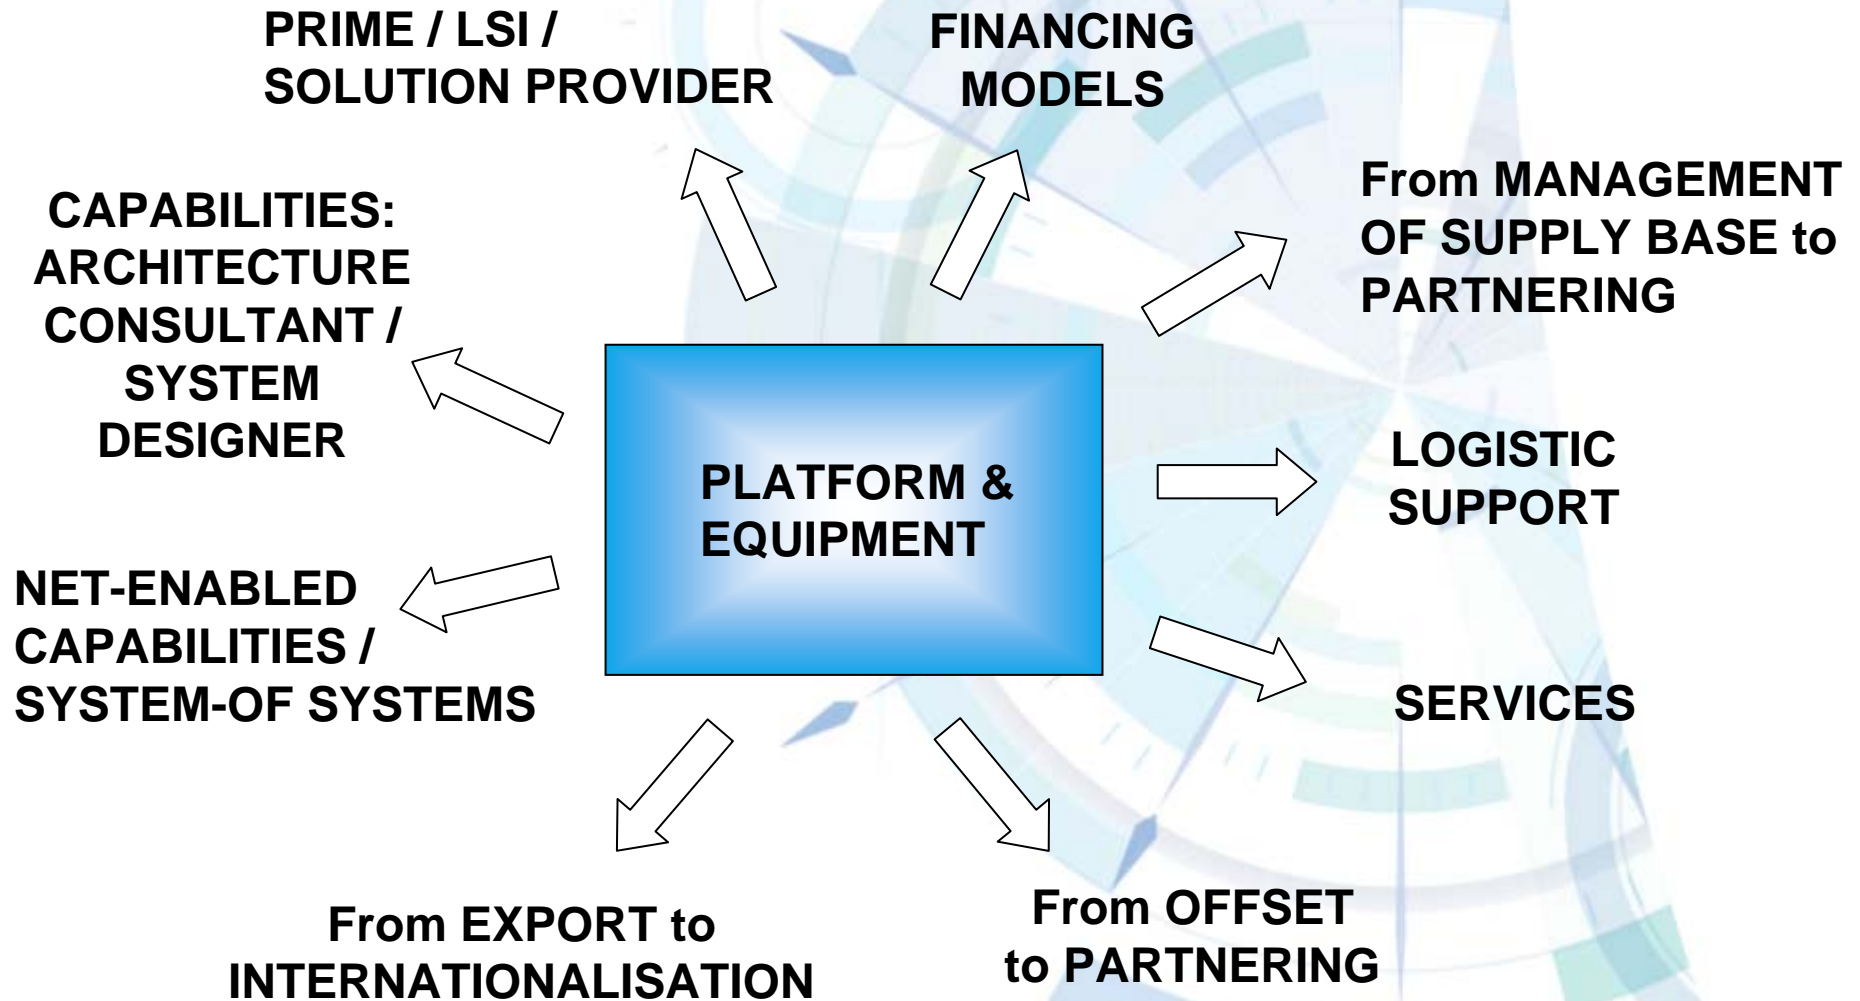 PRIME / LSI /
SOLUTION PROVIDER
FINANCING
MODELS
From MANAGEMENT
OF SUPPLY BASE to
PARTNERING
CAPABILITIES:
ARCHITECTURE
CONSULTANT /
SYSTEM
DESIGNER
PLATFORM &
EQUIPMENT
LOGISTIC
SUPPORT
NET-ENABLED
CAPABILITIES /
SYSTEM-OF SYSTEMS
SERVICES
From EXPORT to
INTERNATIONALISATION
From OFFSET
to PARTNERING